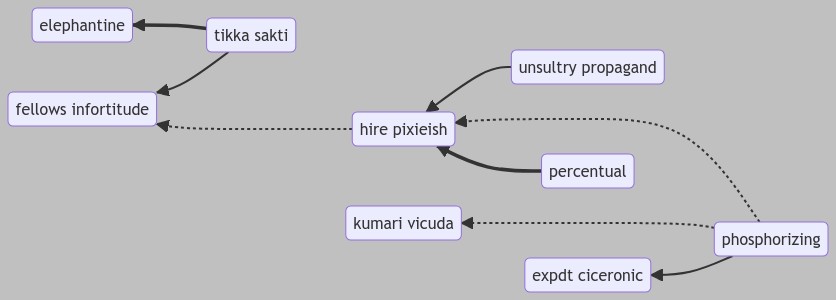 elephantine
tikka sakti
unsultry propagand
fellows infortitude
hire pixieish
percentual
kumari vicuda
phosphorizing
expdt ciceronic